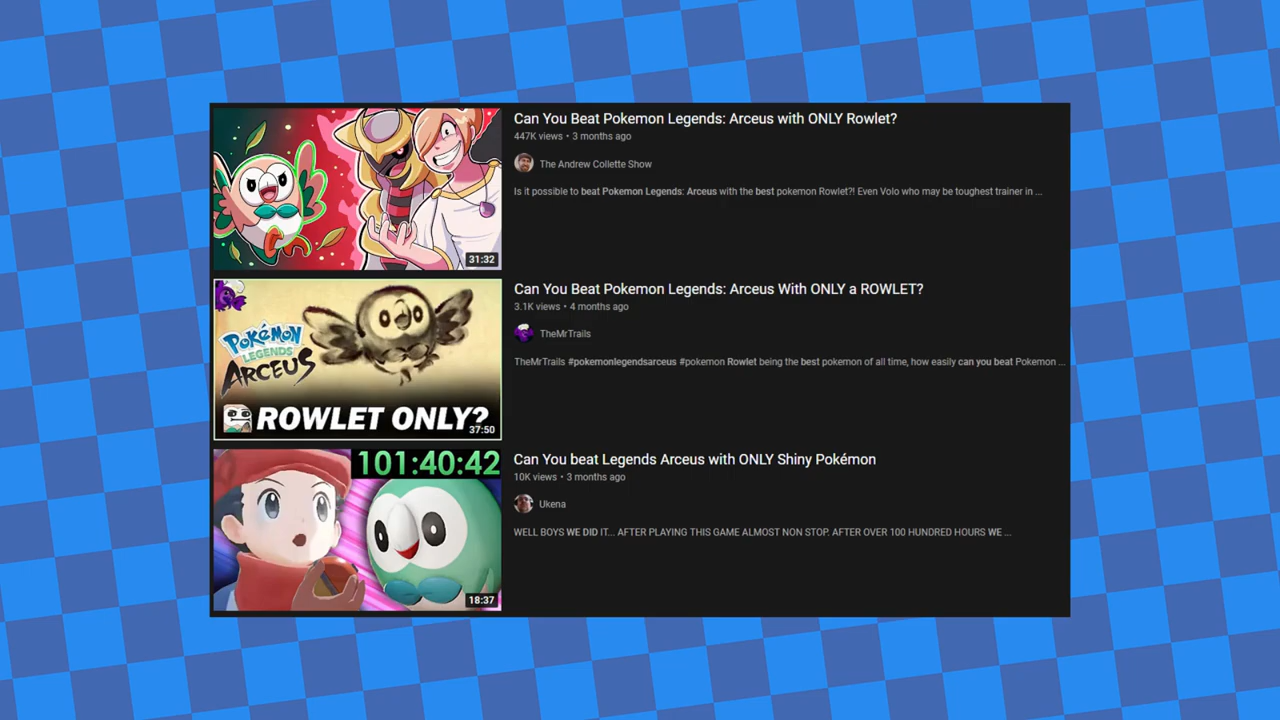 Can You Beat Pokemon Legends: Arceus with ONLY Rowlet?
447K views • 3 months ago
The Andrew Collette Show
Is it possible to beat Pokemon Legends: Arceus with the best pokemon Rowlet?! Even Volo who may be toughest trainer in ...
31:32
Can You Beat Pokemon Legends: Arceus With ONLY a ROWLET?
3.1K views • 4 months ago
TheMrTrails
TheMrTrails #pokemonlegendsarceus #pokemon Rowlet being the best pokemon of all time, how easily can you beat Pokemon ...
POKéMON
LEGENDS
ARCEUS
ROWLET ONLY?
37:50
Can You beat Legends Arceus with ONLY Shiny Pokémon
10K views • 3 months ago
Ukena
WELL BOYS WE DID IT... AFTER PLAYING THIS GAME ALMOST NON STOP. AFTER OVER 100 HUNDRED HOURS WE ...
101:40:42
18:37